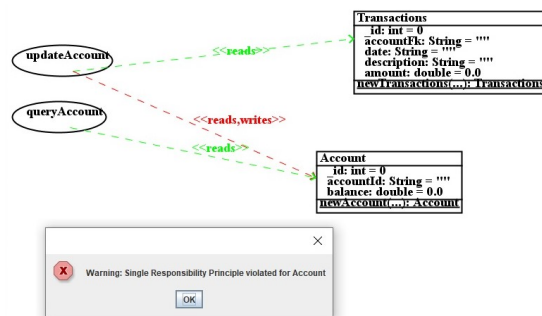 Transactions
_id: int = 0
accountFk: String = ""
date: String = ""
description: String = ""
amount: double = 0.0
newTransactions(...): Transactions
updateAccount
<<reads>>
queryAccount
<<reads,writes>>
<<reads>>
Account
_id: int = 0
accountId: String = ""
balance: double = 0.0
newAccount(...): Account
Warning: Single Responsibility Principle violated for Account
OK